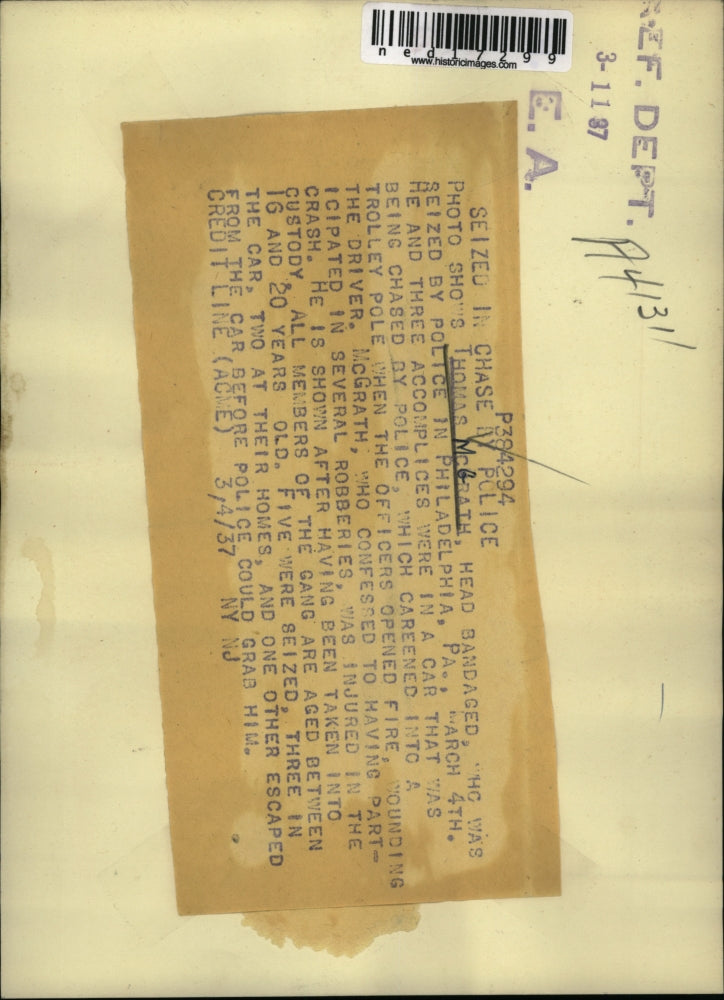 ned17299
www.historicimages.com
EF. DEPT.
3-11 37
E. A.
A4131
P394294
SEIZED IN CHASE BY POLICE
PHOTO SHOWS THOMAS MCGRATH, HEAD BANDAGED, WHO WAS
SEIZED BY POLICE IN PHILADELPHIA, PA., MARCH 4TH.
HE AND THREE ACCOMPLICES WERE IN A CAR THAT WAS
BEING CHASED BY POLICE, WHICH CAREENED INTO A
TROLLEY POLE WHEN THE OFFICERS OPENED FIRE, WOUNDING
THE DRIVER. MCGRATH, WHO CONFESSED TO HAVING PART-
ICIPATED IN SEVERAL ROBBERIES, WAS INJURED IN THE
CRASH. HE IS SHOWN AFTER HAVING BEEN TAKEN INTO
CUSTODY. ALL MEMBERS OF THE GANG ARE AGED BETWEEN
16 AND 20 YEARS OLD. FIVE WERE SEIZED, THREE IN
THE CAR, TWO AT THEIR HOMES, AND ONE OTHER ESCAPED
FROM THE CAR BEFORE POLICE COULD GRAB HIM.
CREDIT LINE (ACME) 3/4/37 NY NJ